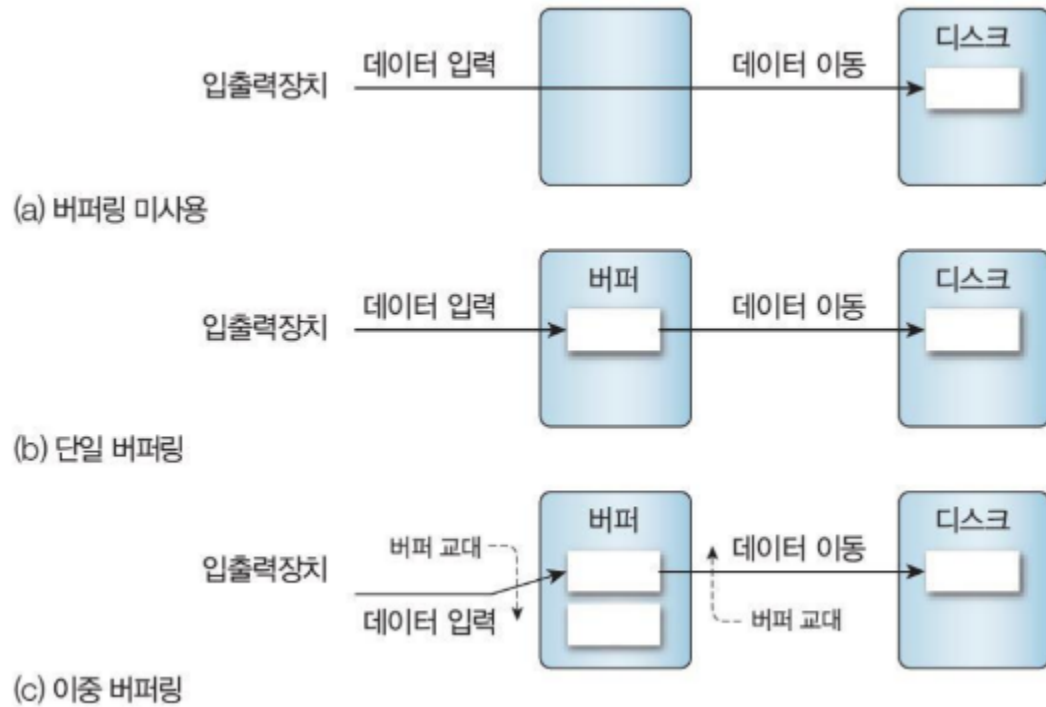 디스크
데이터 입력
데이터 이동
입출력장치
(a) 버퍼링 미사용
버퍼
디스크
데이터 입력
데이터 이동
입출력장치
(b) 단일 버퍼링
버퍼
디스크
버퍼 교대
데이터 이동
입출력장치
데이터 입력
버퍼 교대
(c) 이중 버퍼링